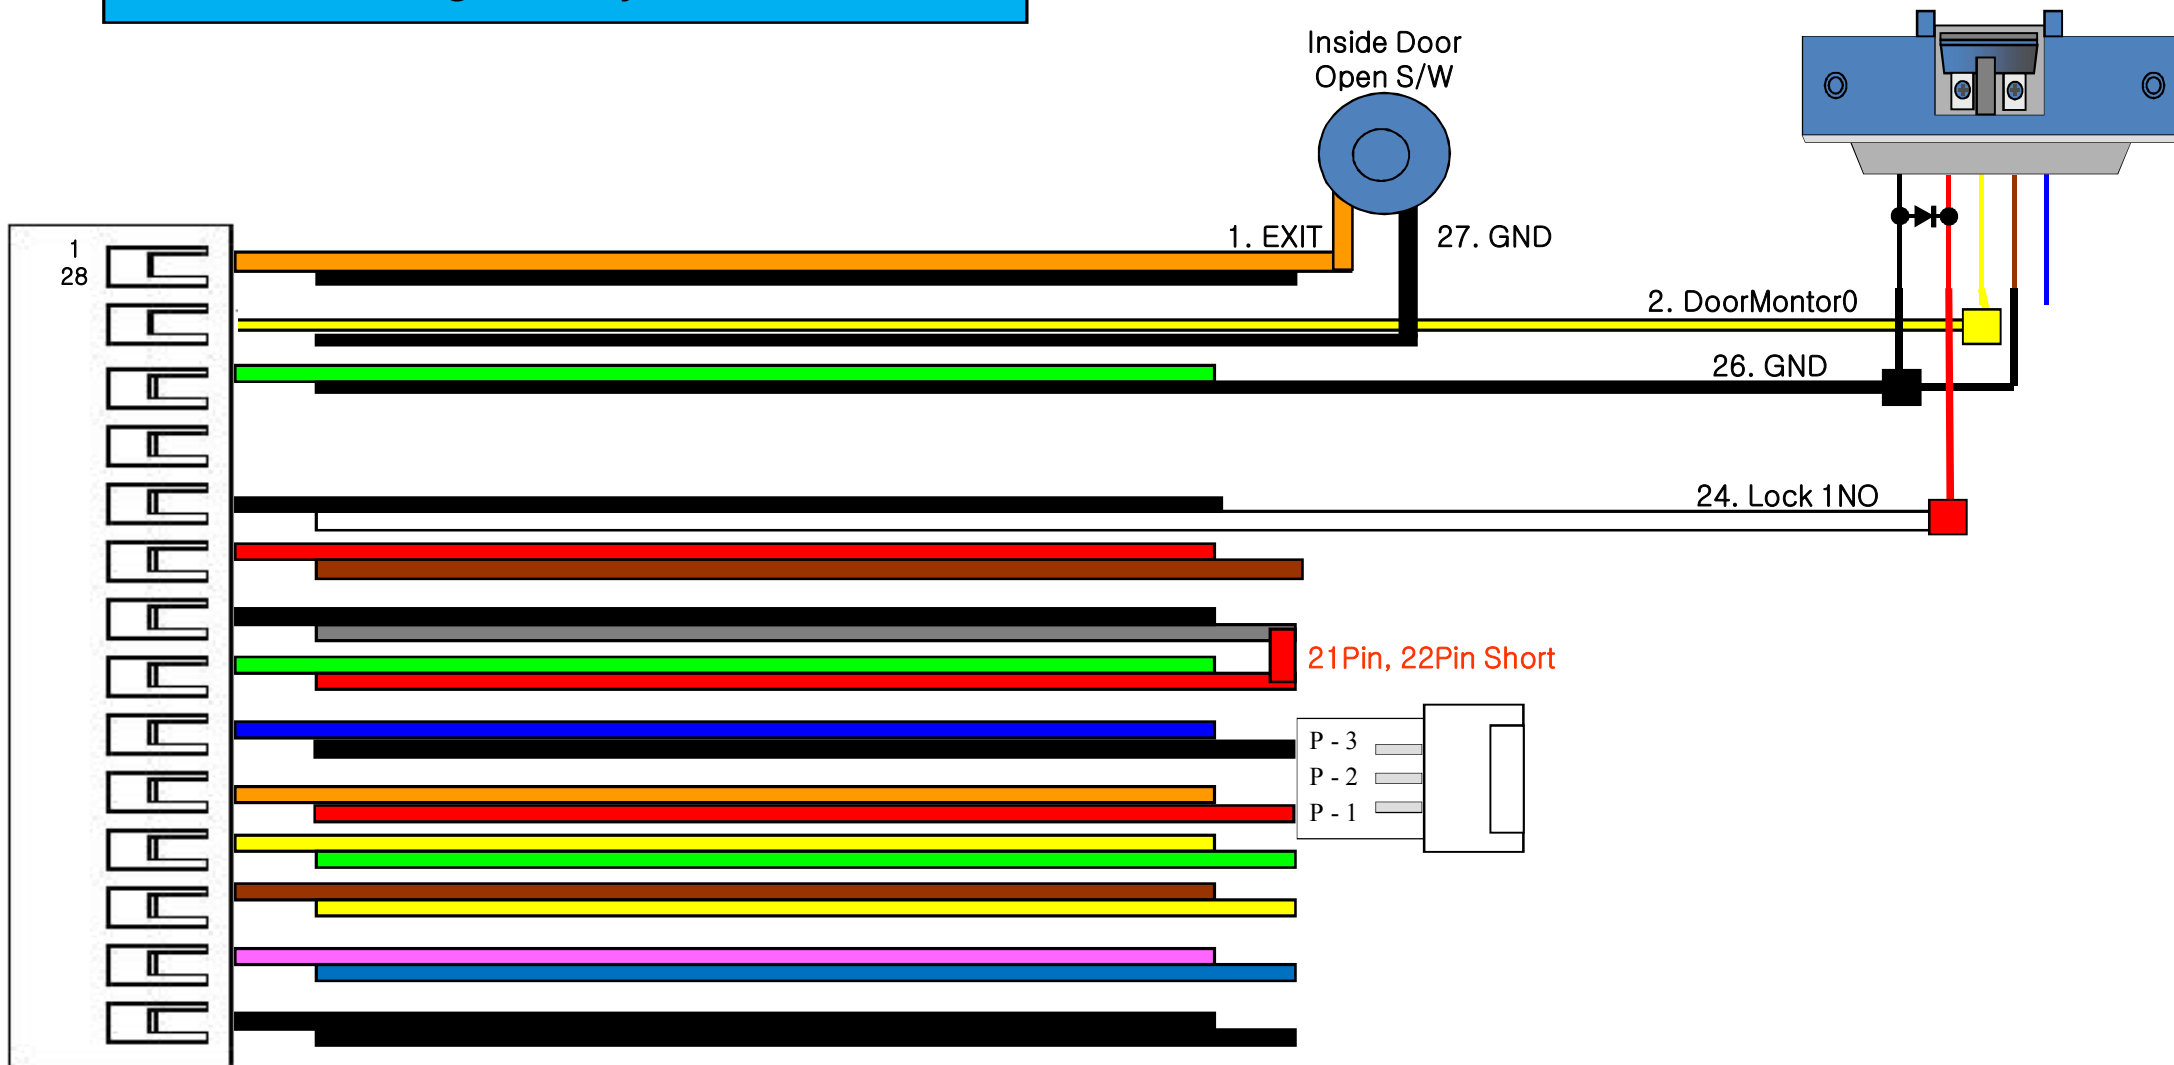 Inside Door
Open S/W
1. EXIT
27. GND
1
28
2. DoorMontor0
26. GND
24. Lock 1NO
21Pin, 22Pin Short
P - 3
P - 2
P - 1